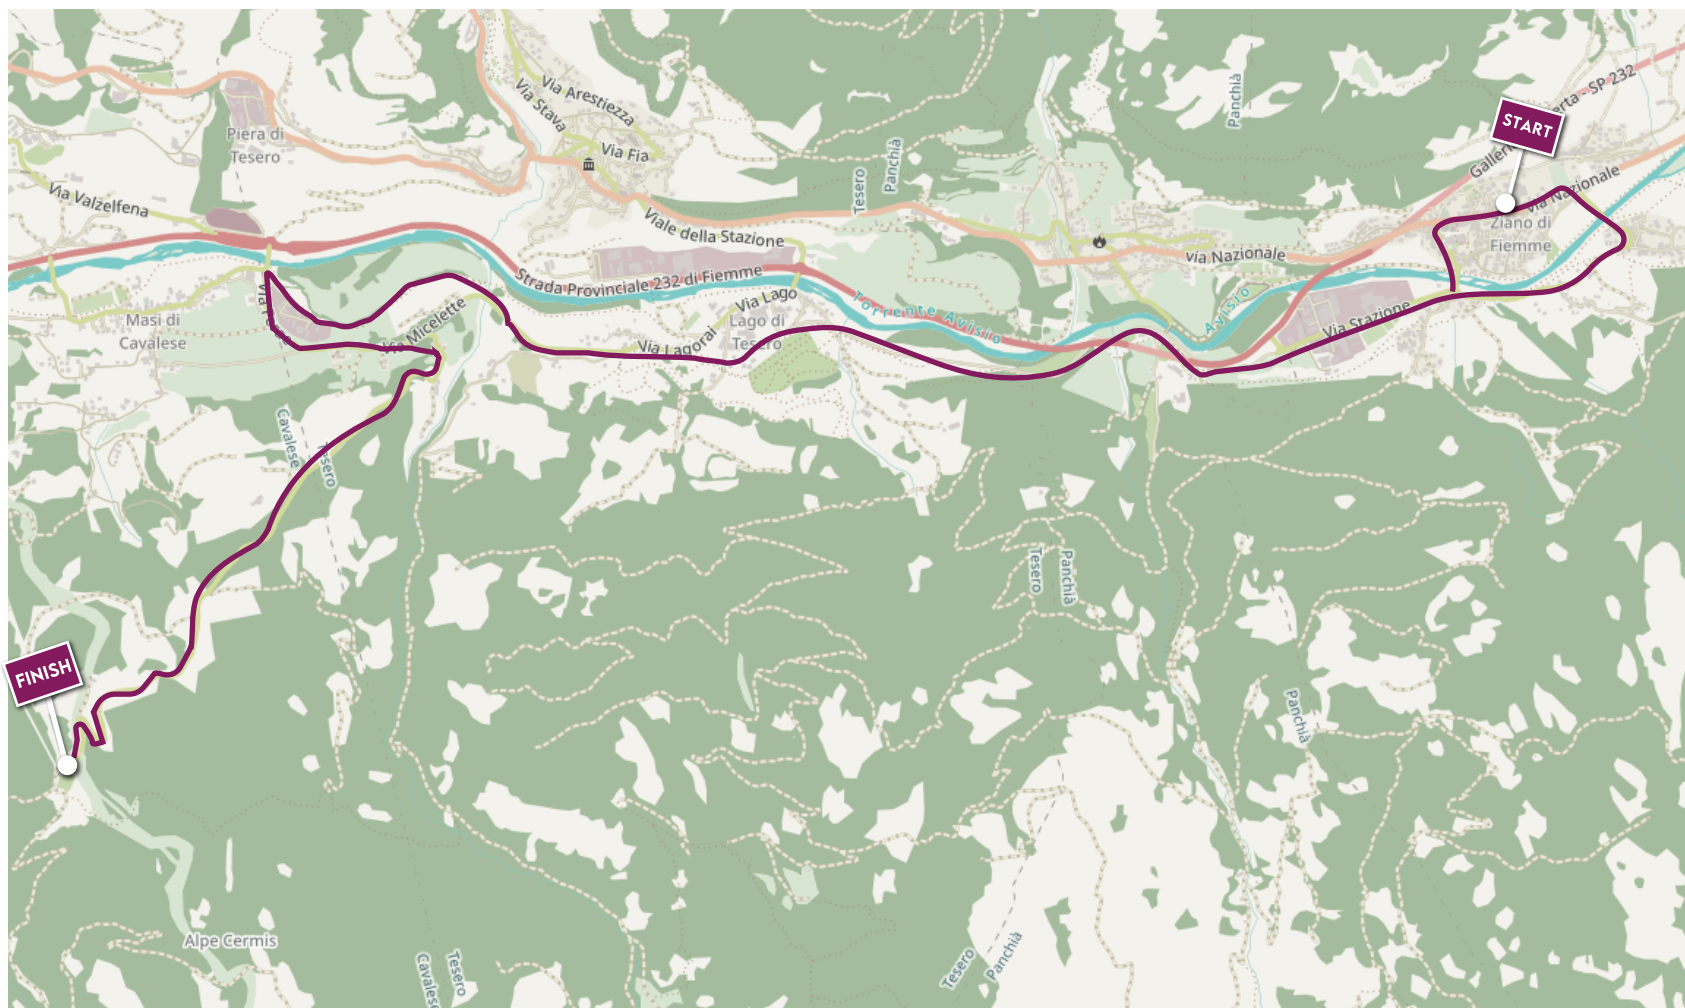 Via Arestiezza
Via Stava
Via Fia
Piera di
Tesero
Via Valzelfena
Viale della Stazione
Strada Provinciale 232 di Fiemme
Tesero
Panchià
Panchià
START
Via Nazionale
Ziano di
Fiemme
via Nazionale
Torrente Avisio
Avisio
Via Stazione
Via Lago
Lago di
Tesero
Via Lagorai
Via Micelette
Masi di
Cavalese
Cavalese
Tesero
Tesero
Panchià
FINISH
Panchià
Alpe Cermis
Cavalese
Tesero
Tesero
Panchià
SP 232